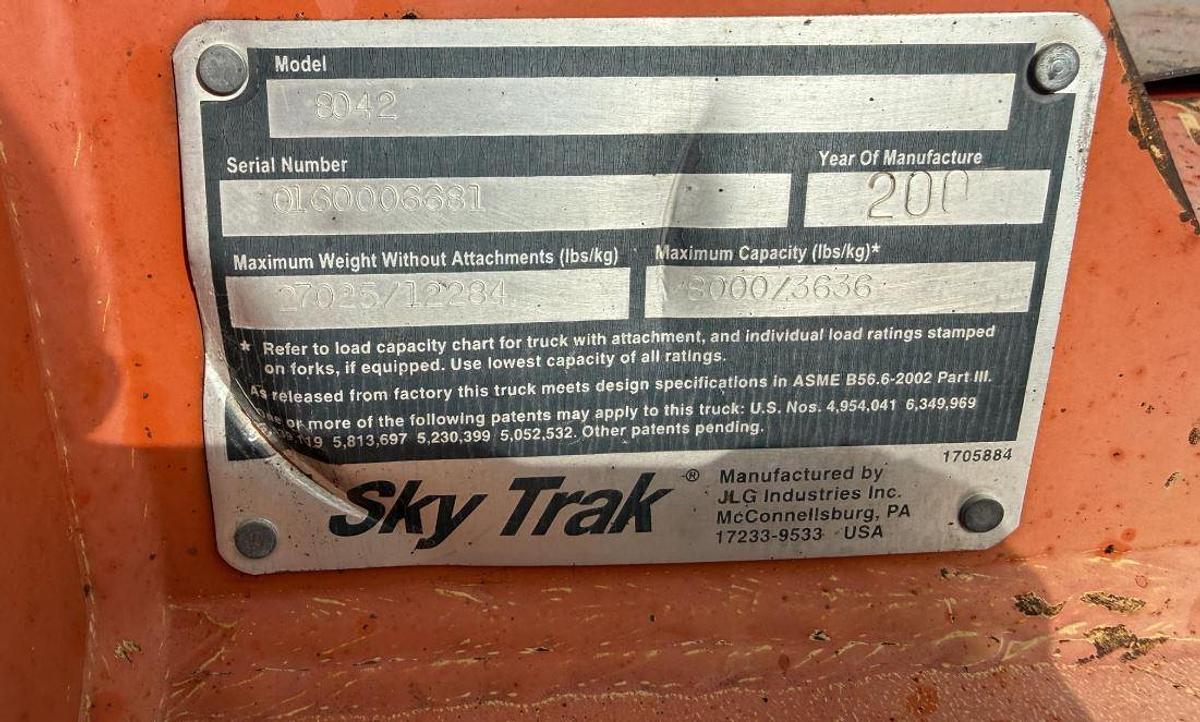 Model
8042
Serial Number
0160006681
Year Of Manufacture
200
Maximum Weight Without Attachments (lbs/kg)
27025/12284
Maximum Capacity (lbs/kg)*
8000/3636
* Refer to load capacity chart for truck with attachment, and individual load ratings stamped
on forks, if equipped. Use lowest capacity of all ratings.
As released from factory this truck meets design specifications in ASME B56.6-2002 Part III.
One or more of the following patents may apply to this truck: U.S. Nos. 4,954,041 6,349,969
5,813,697 5,230,399 5,052,532. Other patents pending.
1705884
Sky Trak ®
Manufactured by
JLG Industries Inc.
McConnellsburg, PA
17233-9533 USA